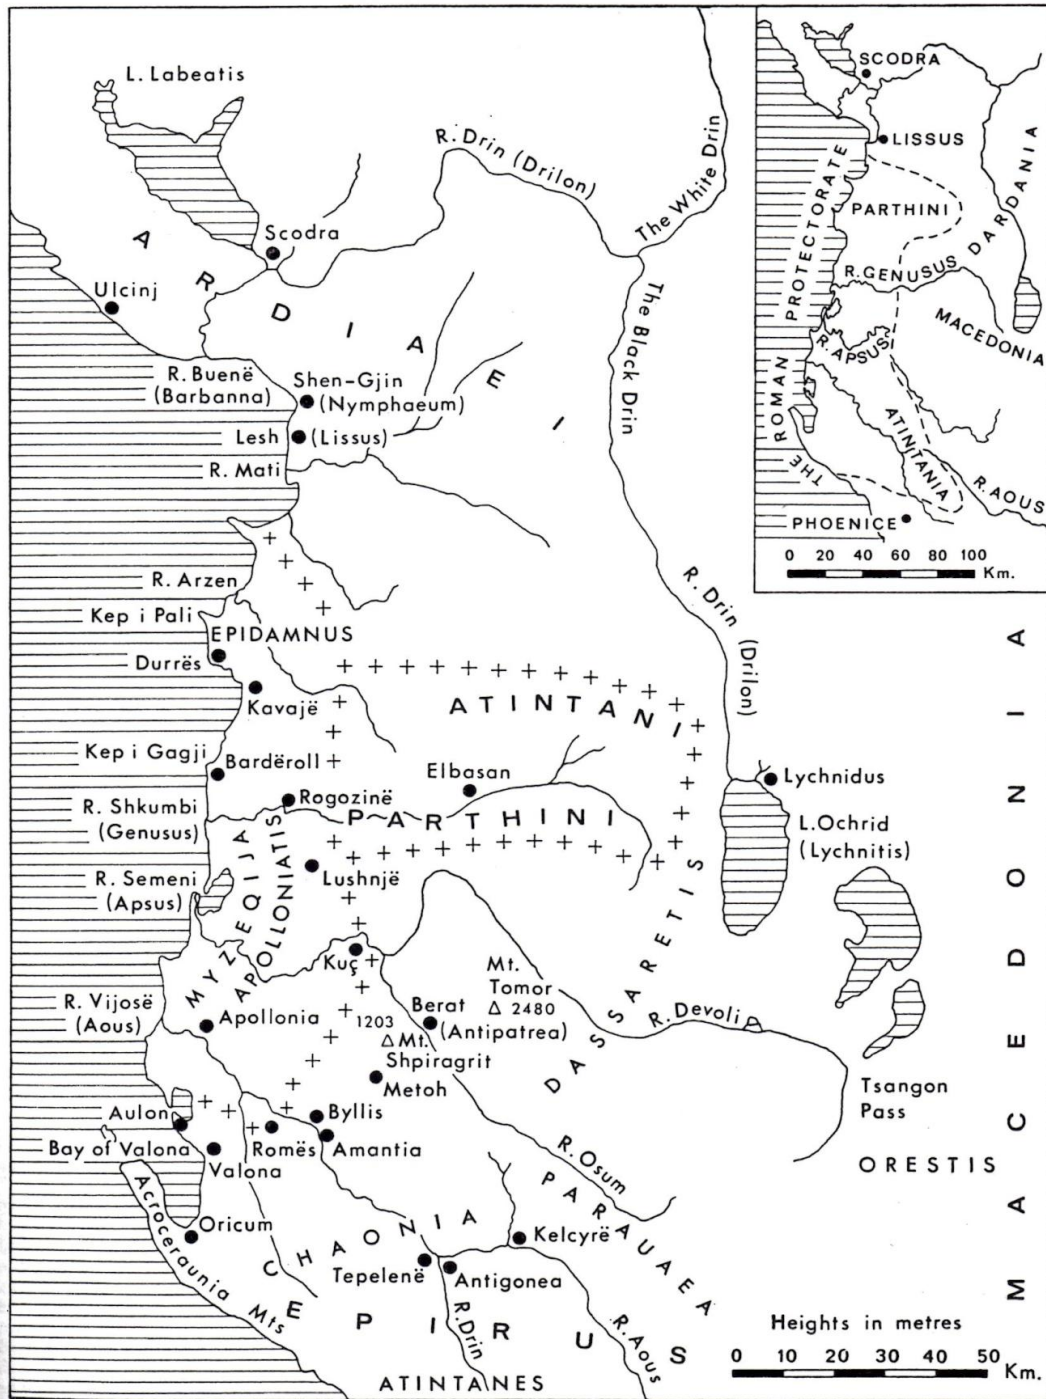 L. Labeatis
R. Drin (Drilon)
The White Drin
Scodra
ARDIAEI
Ulcinj
The Black Drin
R. Buenë
(Barbanna)
Shen-Gjin
(Nymphaeum)
Lesh
(Lissus)
R. Mati
R. Arzen
Kep i Pali
EPIDAMNUS
Durrës
Kavajë
R. Drin (Drilon)
ATINTANI
Kep i Gagji
Bardëroll
Elbasan
Lychnidus
R. Shkumbi
(Genusus)
Rogozinë
PARTHINI
L. Ochrid
(Lychnitis)
R. Semeni
(Apsus)
Lushnjë
MYZEQIJA
APOLLONIATIS
DASSARETIS
Kuç
Mt.
Tomor
Δ 2480
R. Vijosë
(Aous)
Apollonia
1203
Δ Mt.
Shpiragrit
Berat
(Antipatrea)
R. Devoli
Metoh
Tsangon
Pass
Aulon
Byllis
Bay of Valona
Romës
Amantia
Valona
ORESTIS
R. Osum
PARAUAEA
Acroceraunia Mts
Oricum
CHAONIA
Kelcyrë
Tepelenë
Antigonea
EPIRUS
R. Drin
R. Aous
ATINTANES
MACEDONIA
Heights in metres
0 10 20 30 40 50 Km.
SCODRA
LISSUS
THE ROMAN PROTECTORATE
PARTHINI
DARDANIA
R. GENUSUS
MACEDONIA
R. APSUS
ATINTANIA
R. AOUS
PHOENICE
0 20 40 60 80 100
Km.